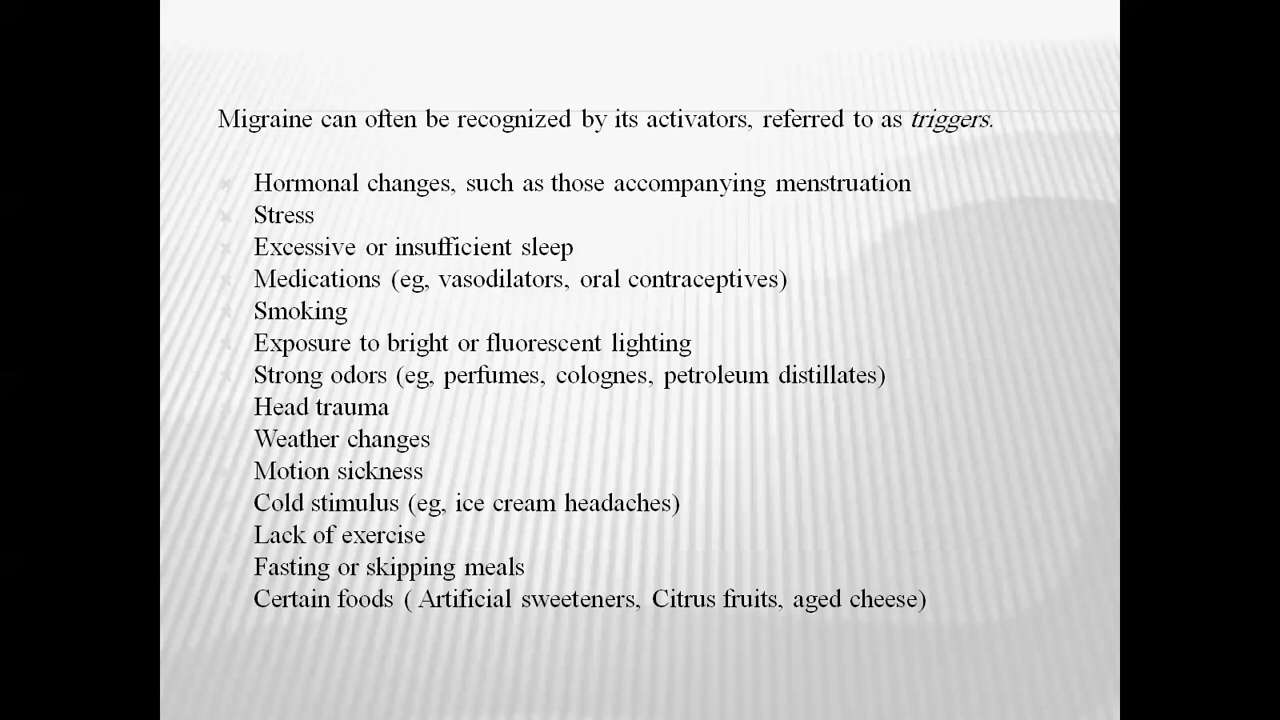 Migraine can often be recognized by its activators, referred to as triggers.
Hormonal changes, such as those accompanying menstruation
Stress
Excessive or insufficient sleep
Medications (eg, vasodilators, oral contraceptives)
Smoking
Exposure to bright or fluorescent lighting
Strong odors (eg, perfumes, colognes, petroleum distillates)
Head trauma
Weather changes
Motion sickness
Cold stimulus (eg, ice cream headaches)
Lack of exercise
Fasting or skipping meals
Certain foods ( Artificial sweeteners, Citrus fruits, aged cheese)